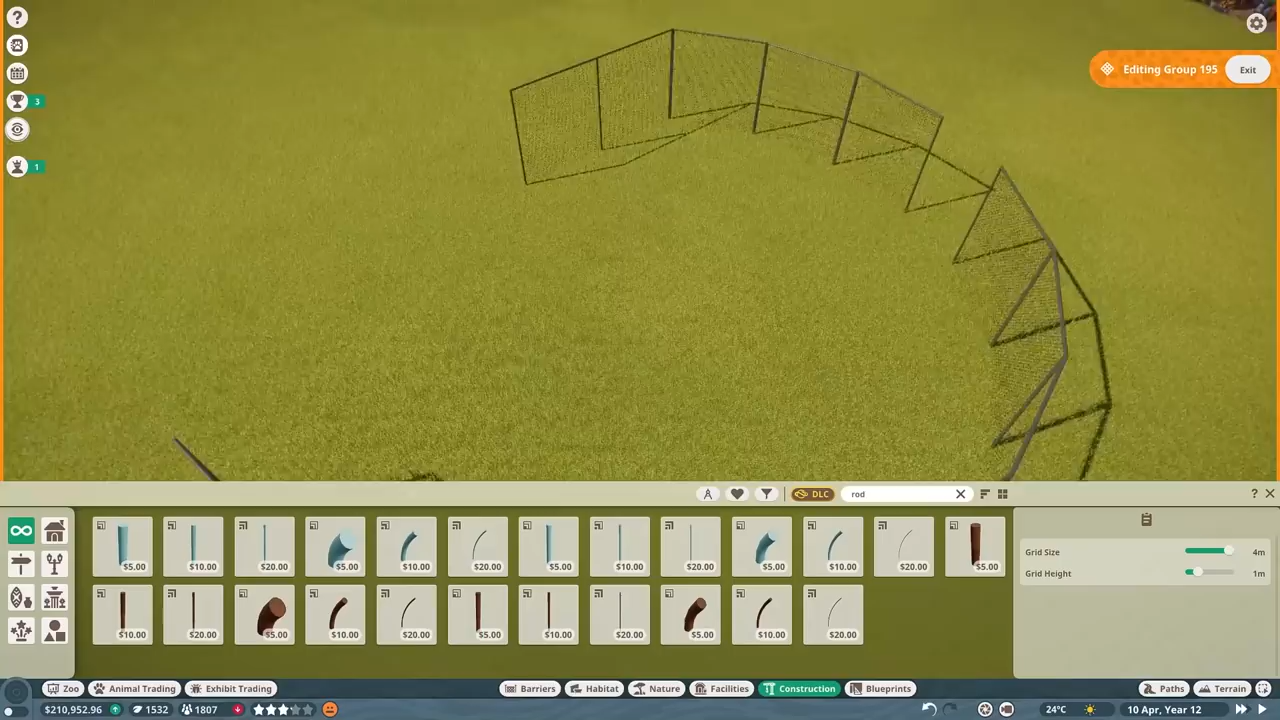 ?
3
1
Editing Group 195
Exit
DLC
rod
?
$5.00 $10.00 $20.00 $5.00 $10.00 $20.00 $5.00 $10.00 $20.00 $5.00 $10.00 $20.00 $5.00
$10.00 $20.00 $5.00 $10.00 $20.00 $5.00 $10.00 $20.00 $5.00 $10.00 $20.00
Grid Size 4m
Grid Height 1m
Zoo Animal Trading Exhibit Trading Barriers Habitat Nature Facilities Construction Blueprints Paths Terrain
$210,952.96 1532 1807 24°C 10 Apr, Year 12